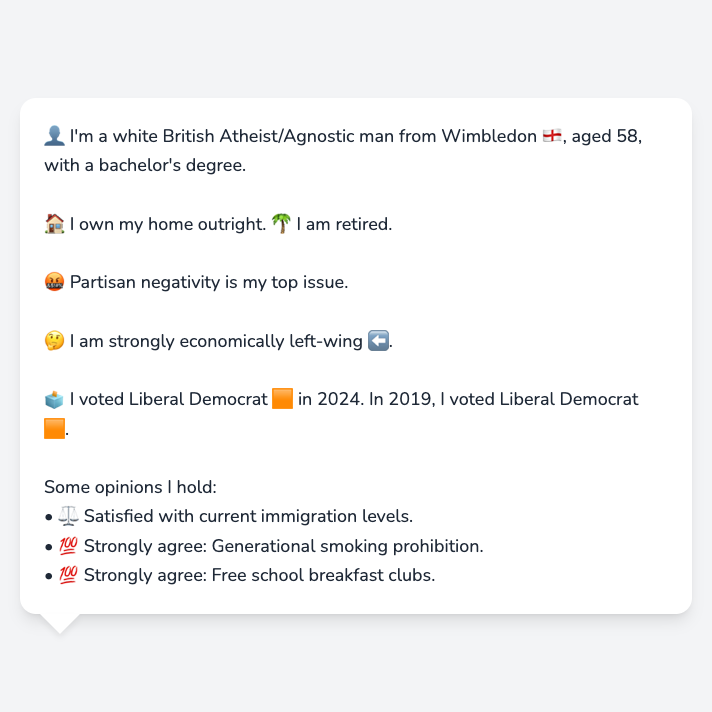 👤 I'm a white British Atheist/Agnostic man from Wimbledon 🏴󠁧󠁢󠁥󠁮󠁧󠁿, aged 58,
with a bachelor's degree.
🏠 I own my home outright. 🌴 I am retired.
🤬 Partisan negativity is my top issue.
🤔 I am strongly economically left-wing ⬅️.
🗳️ I voted Liberal Democrat 🟧 in 2024. In 2019, I voted Liberal Democrat
🟧.
Some opinions I hold:
• ⚖️ Satisfied with current immigration levels.
• 💯 Strongly agree: Generational smoking prohibition.
• 💯 Strongly agree: Free school breakfast clubs.